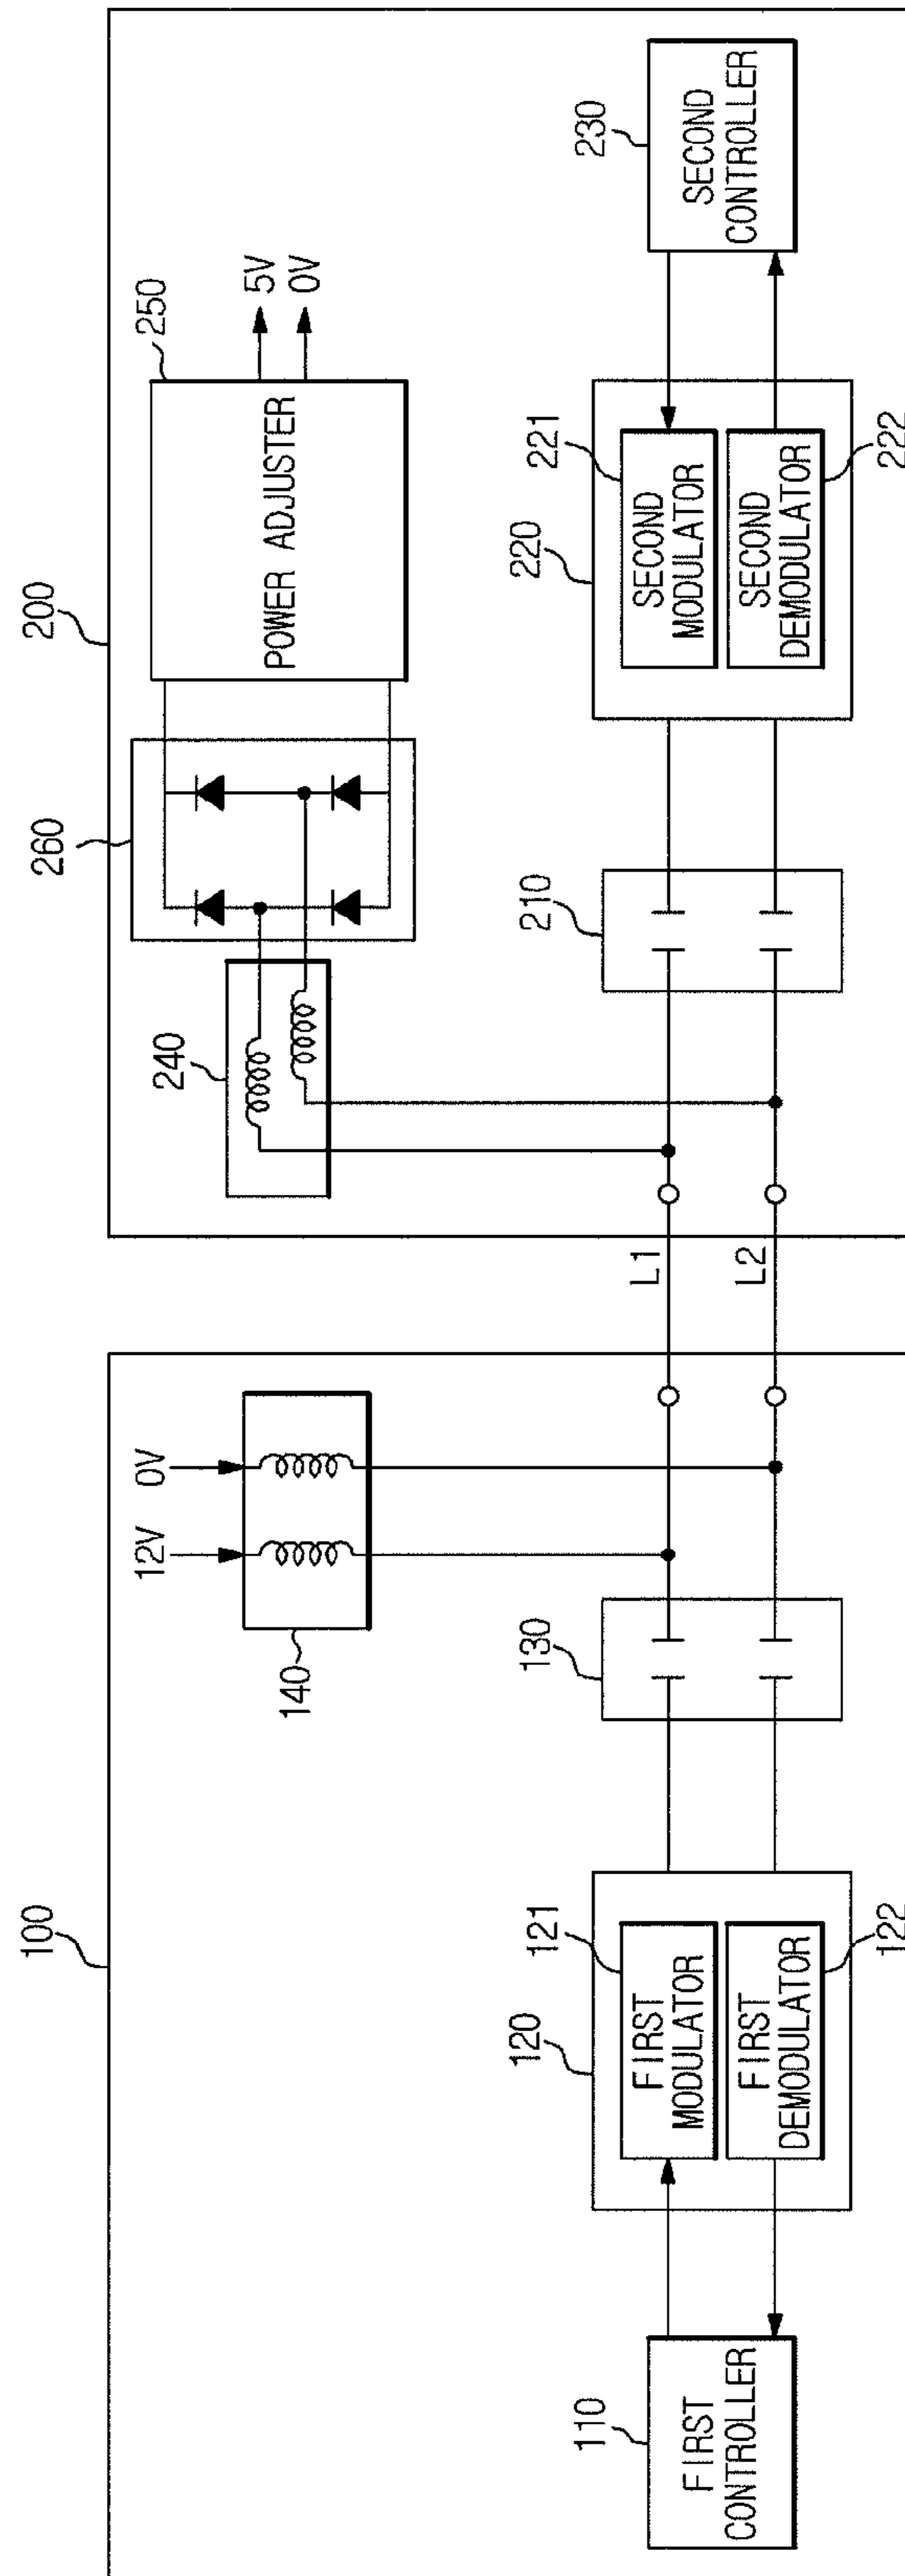 100
200
12V
0V
140
240
260
250
POWER ADJUSTER
5V
0V
110
FIRST
CONTROLLER
120
121
FIRST
MODULATOR
FIRST
DEMODULATOR
122
130
L1
L2
210
220
221
SECOND
MODULATOR
SECOND
DEMODULATOR
222
230
SECOND
CONTROLLER